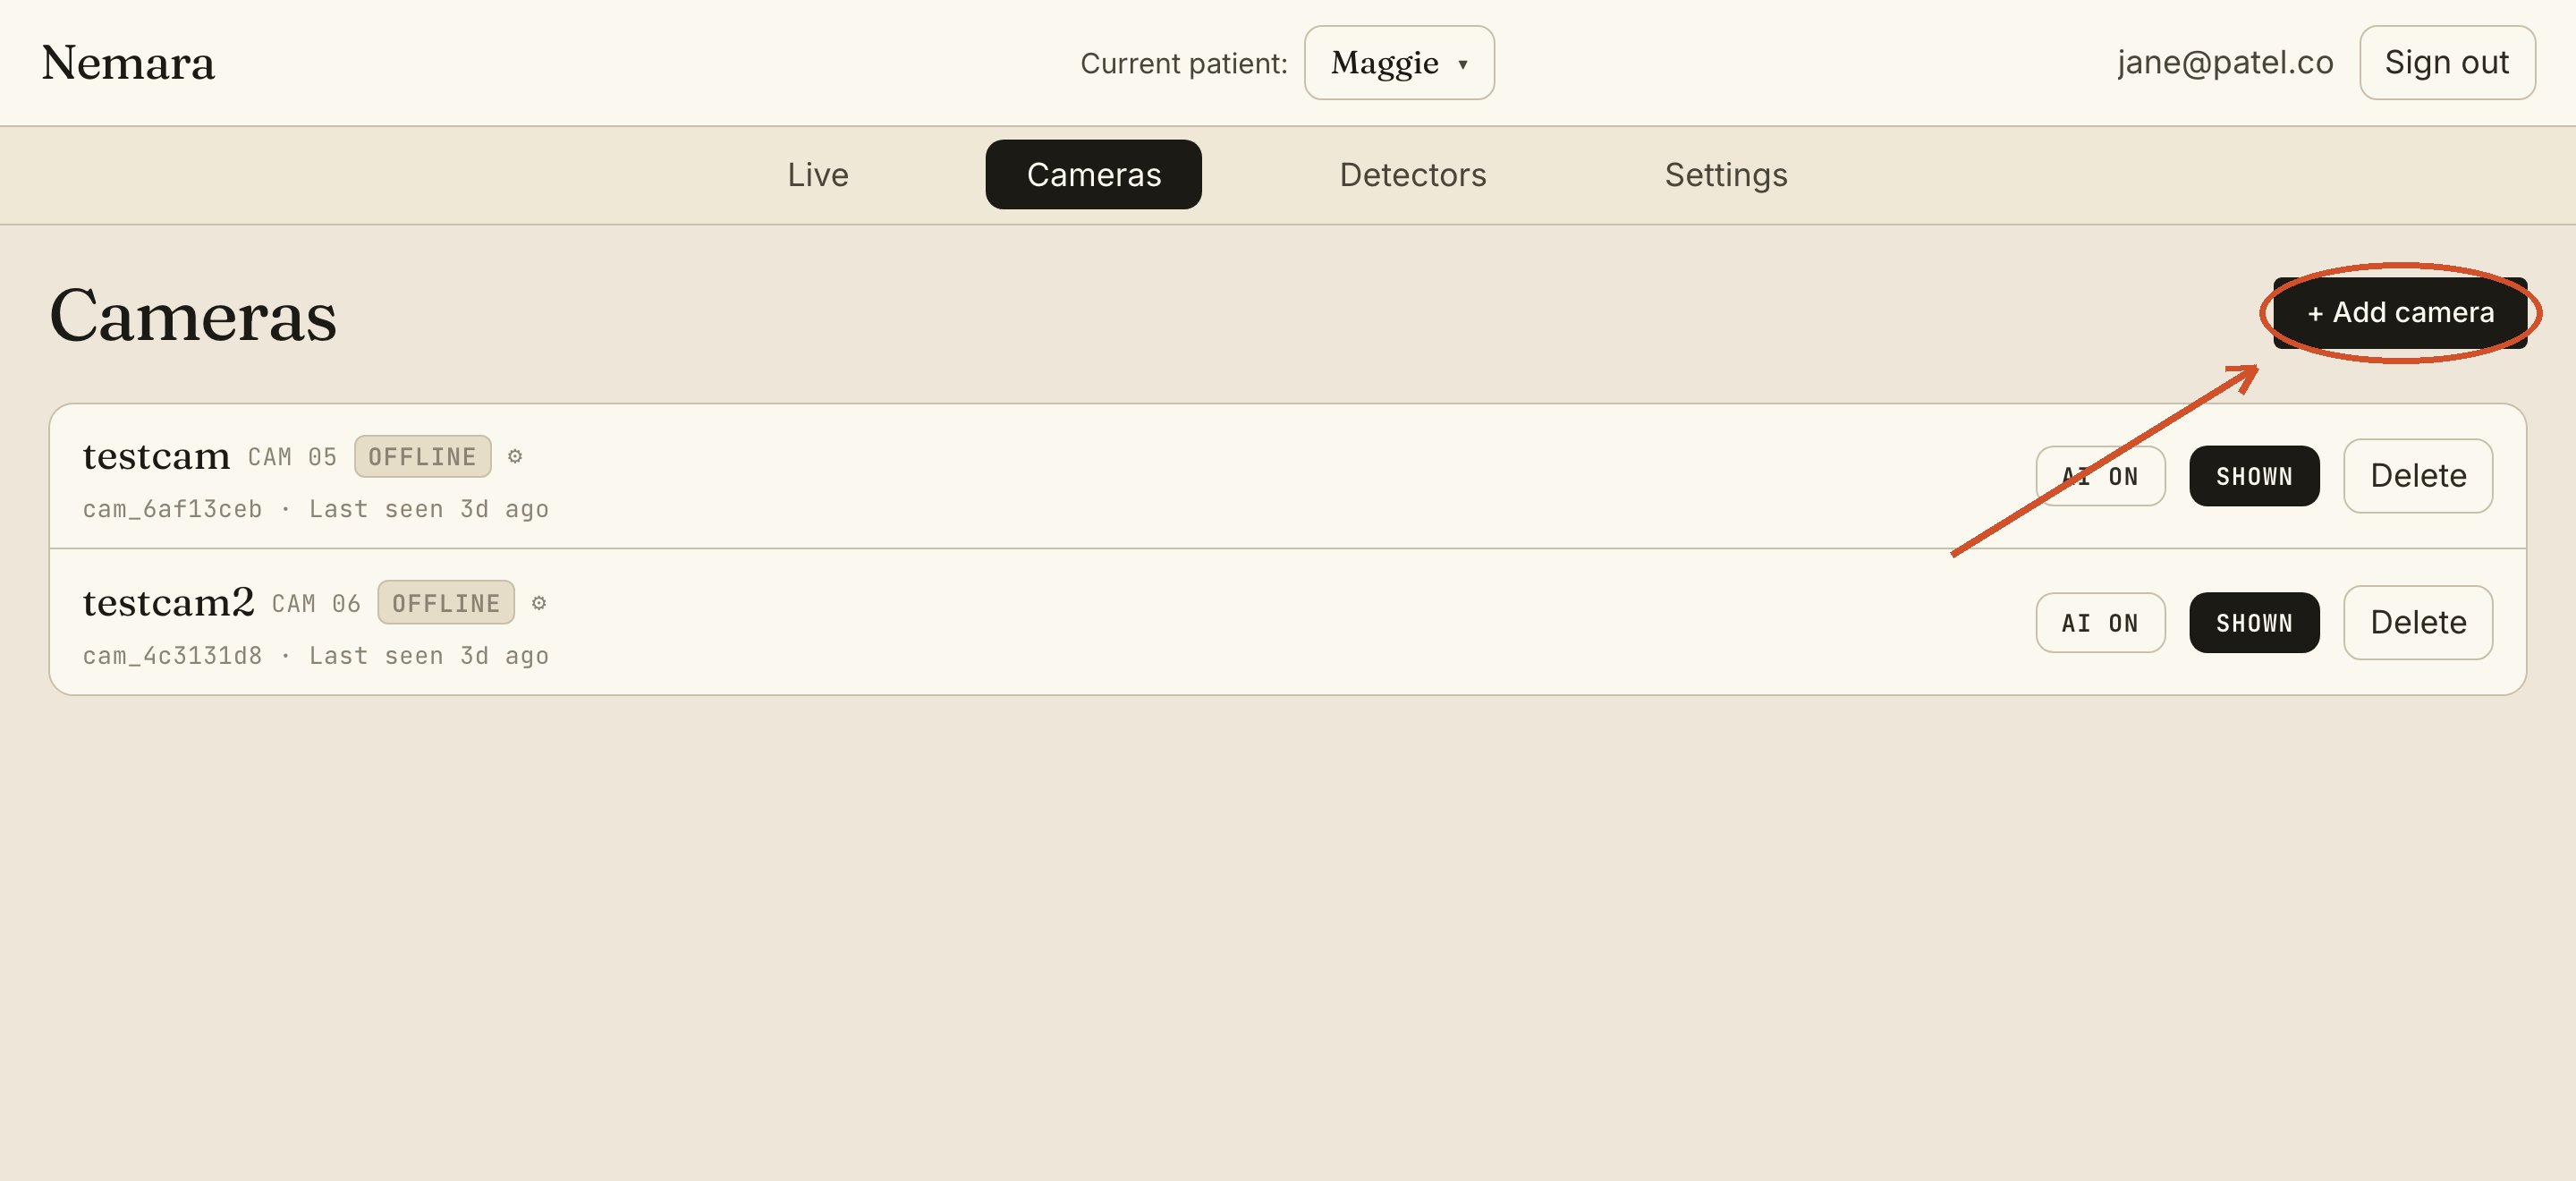 Nemara
Current patient: Maggie ▾
jane@patel.co
Sign out
Live
Cameras
Detectors
Settings
Cameras
+ Add camera
testcam CAM 05 OFFLINE ⚙
cam_6af13ceb · Last seen 3d ago
AI ON
SHOWN
Delete
testcam2 CAM 06 OFFLINE ⚙
cam_4c3131d8 · Last seen 3d ago
AI ON
SHOWN
Delete